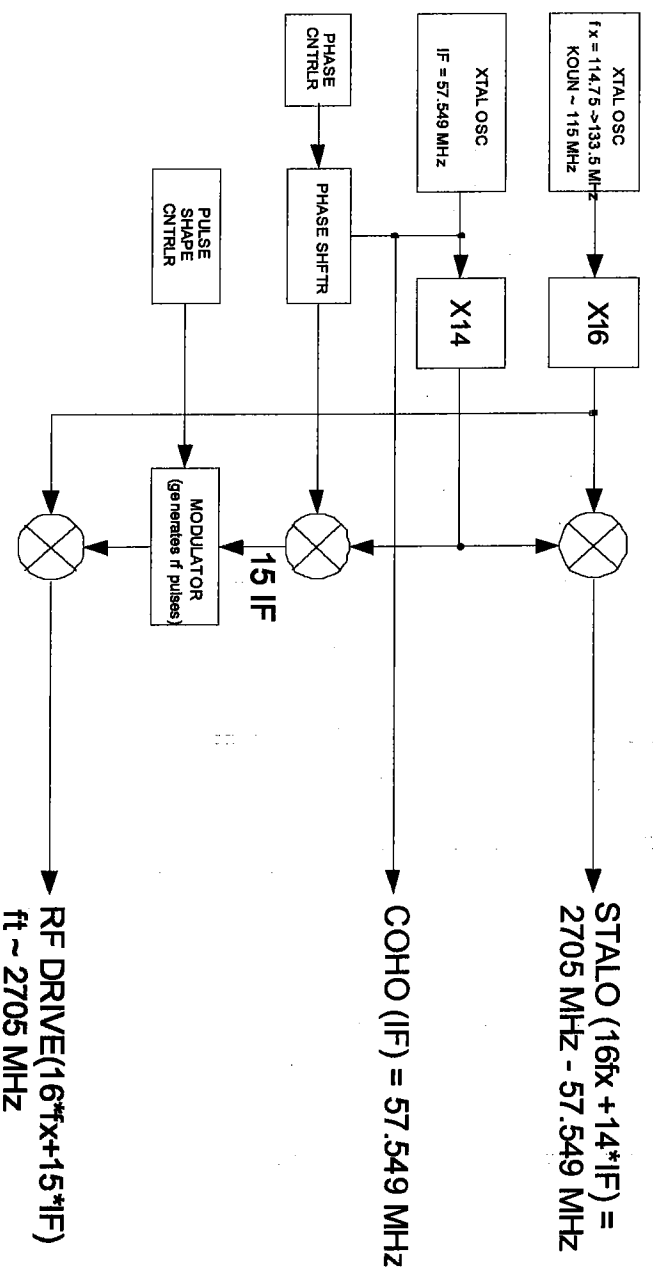 XTAL OSC
fx = 114.75 ->133.5 MHz
KOUN ~ 115 MHz
X16
STALO (16fx +14*IF) =
2705 MHz - 57.549 MHz
XTAL OSC
IF = 57.549 MHz
X14
COHO (IF) = 57.549 MHz
PHASE
CNTRLR
PHASE SHFTR
15 IF
PULSE
SHAPE
CNTRLR
MODULATOR
(generates rf pulses)
RF DRIVE(16*fx+15*IF)
ft ~ 2705 MHz